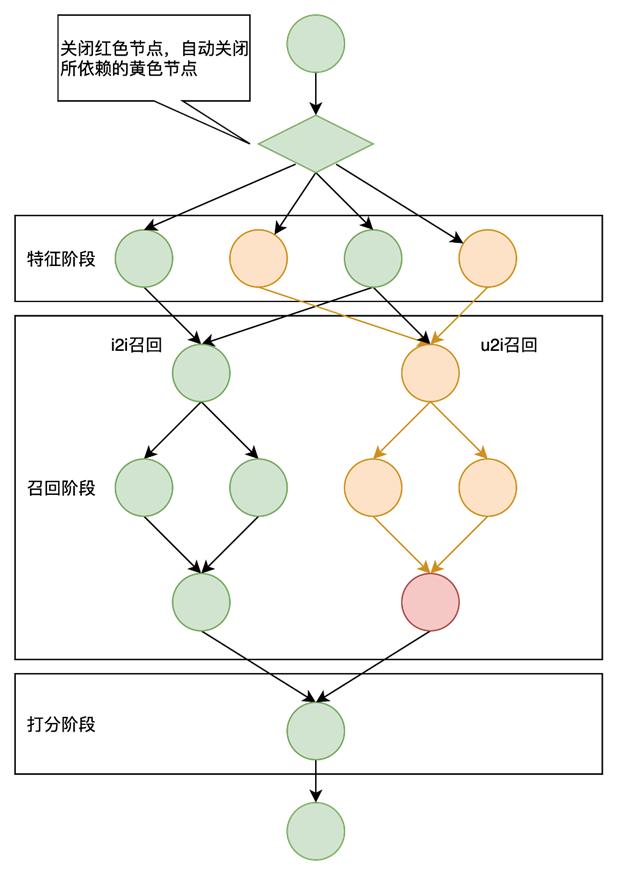 关闭红色节点，自动关闭
所依赖的黄色节点
特征阶段
i2i召回
u2i召回
召回阶段
打分阶段